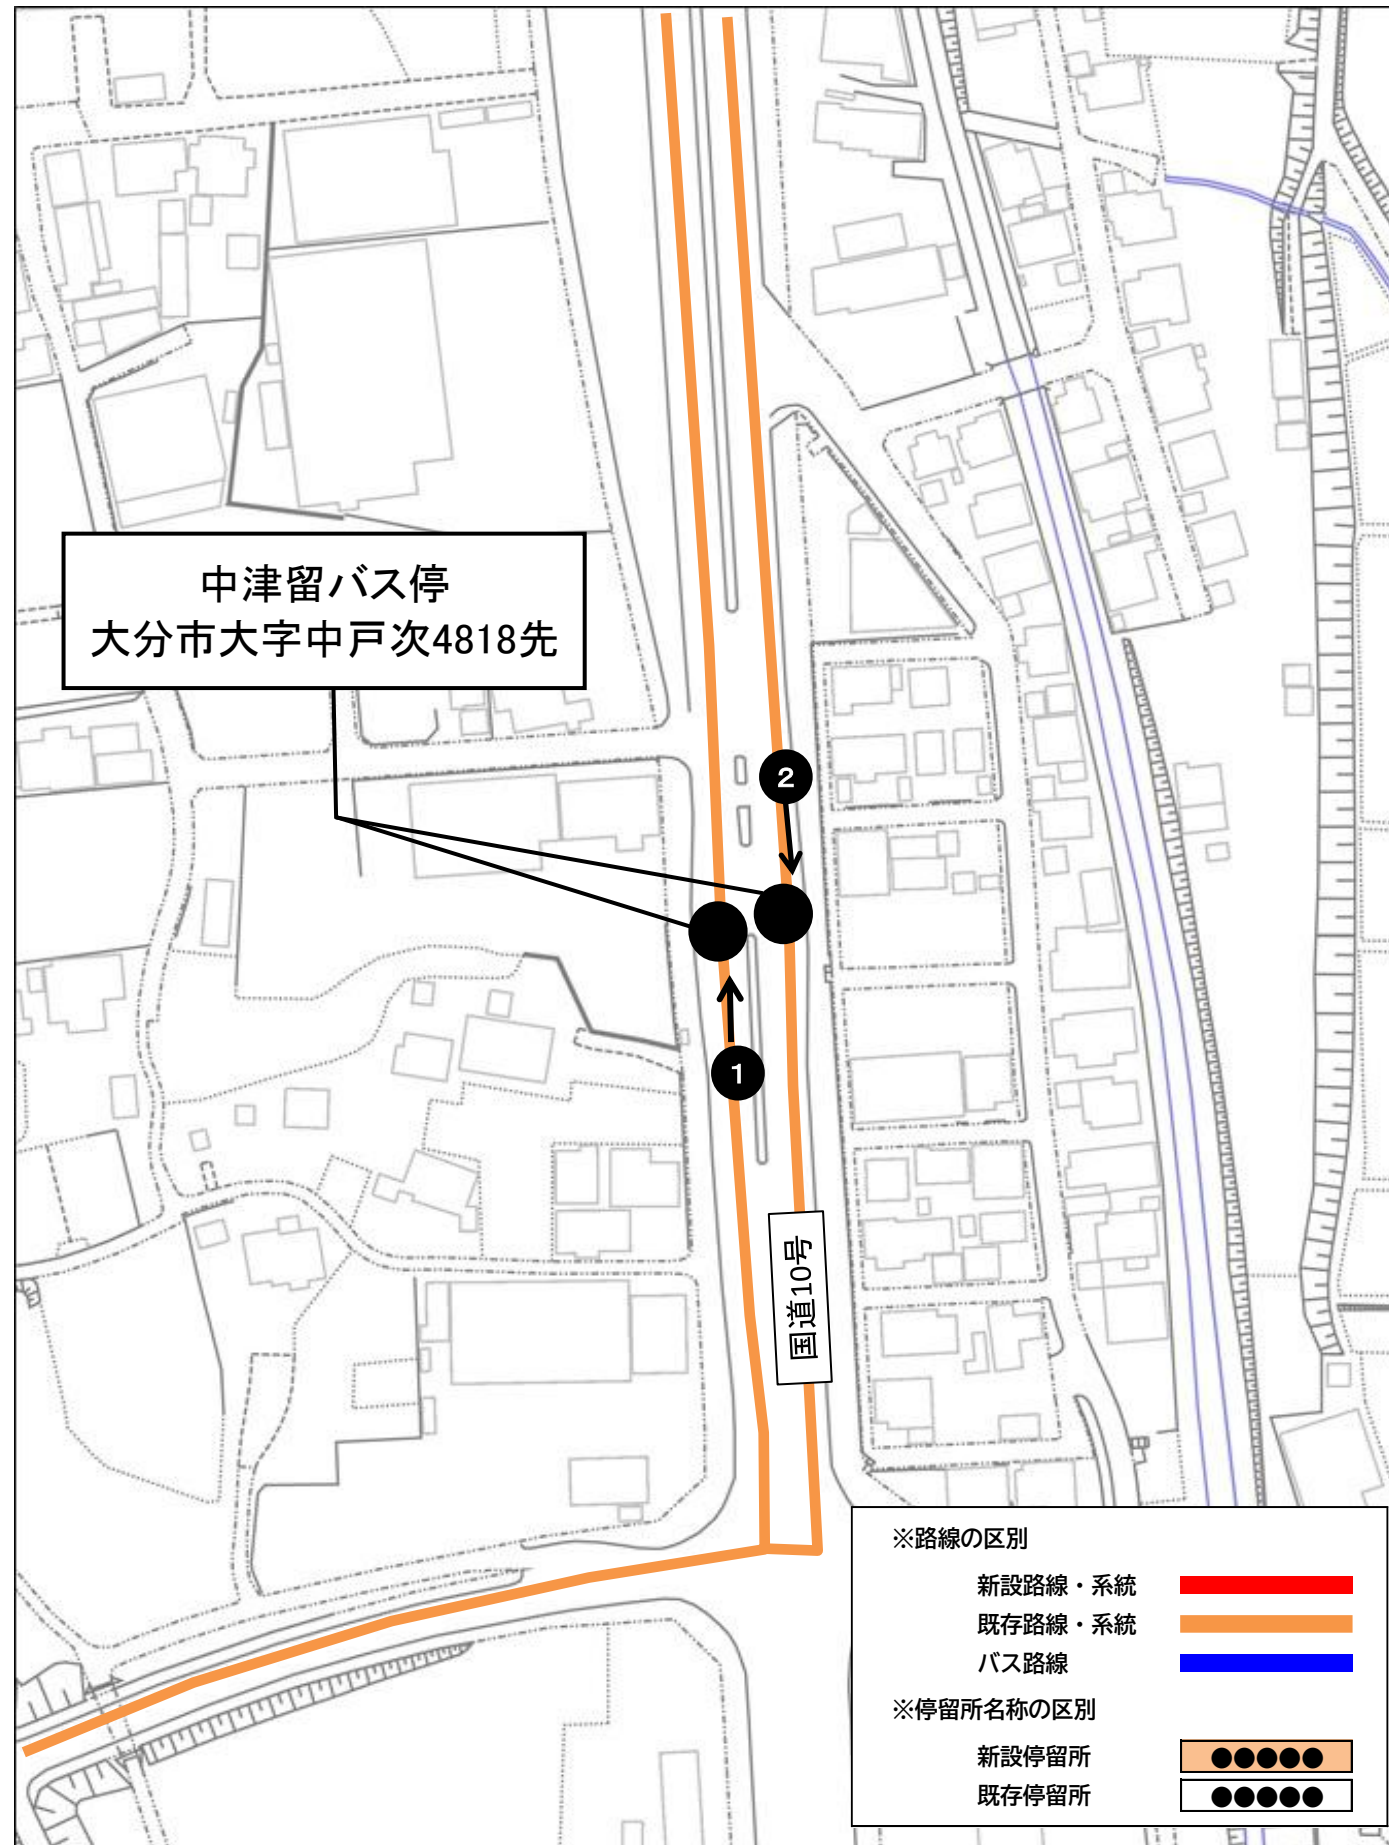 中津留バス停
大分市大字中戸次4818先
2
1
国道10号
※路線の区別
新設路線・系統
既存路線・系統
バス路線
※停留所名称の区別
新設停留所 ●●●●●
既存停留所 ●●●●●